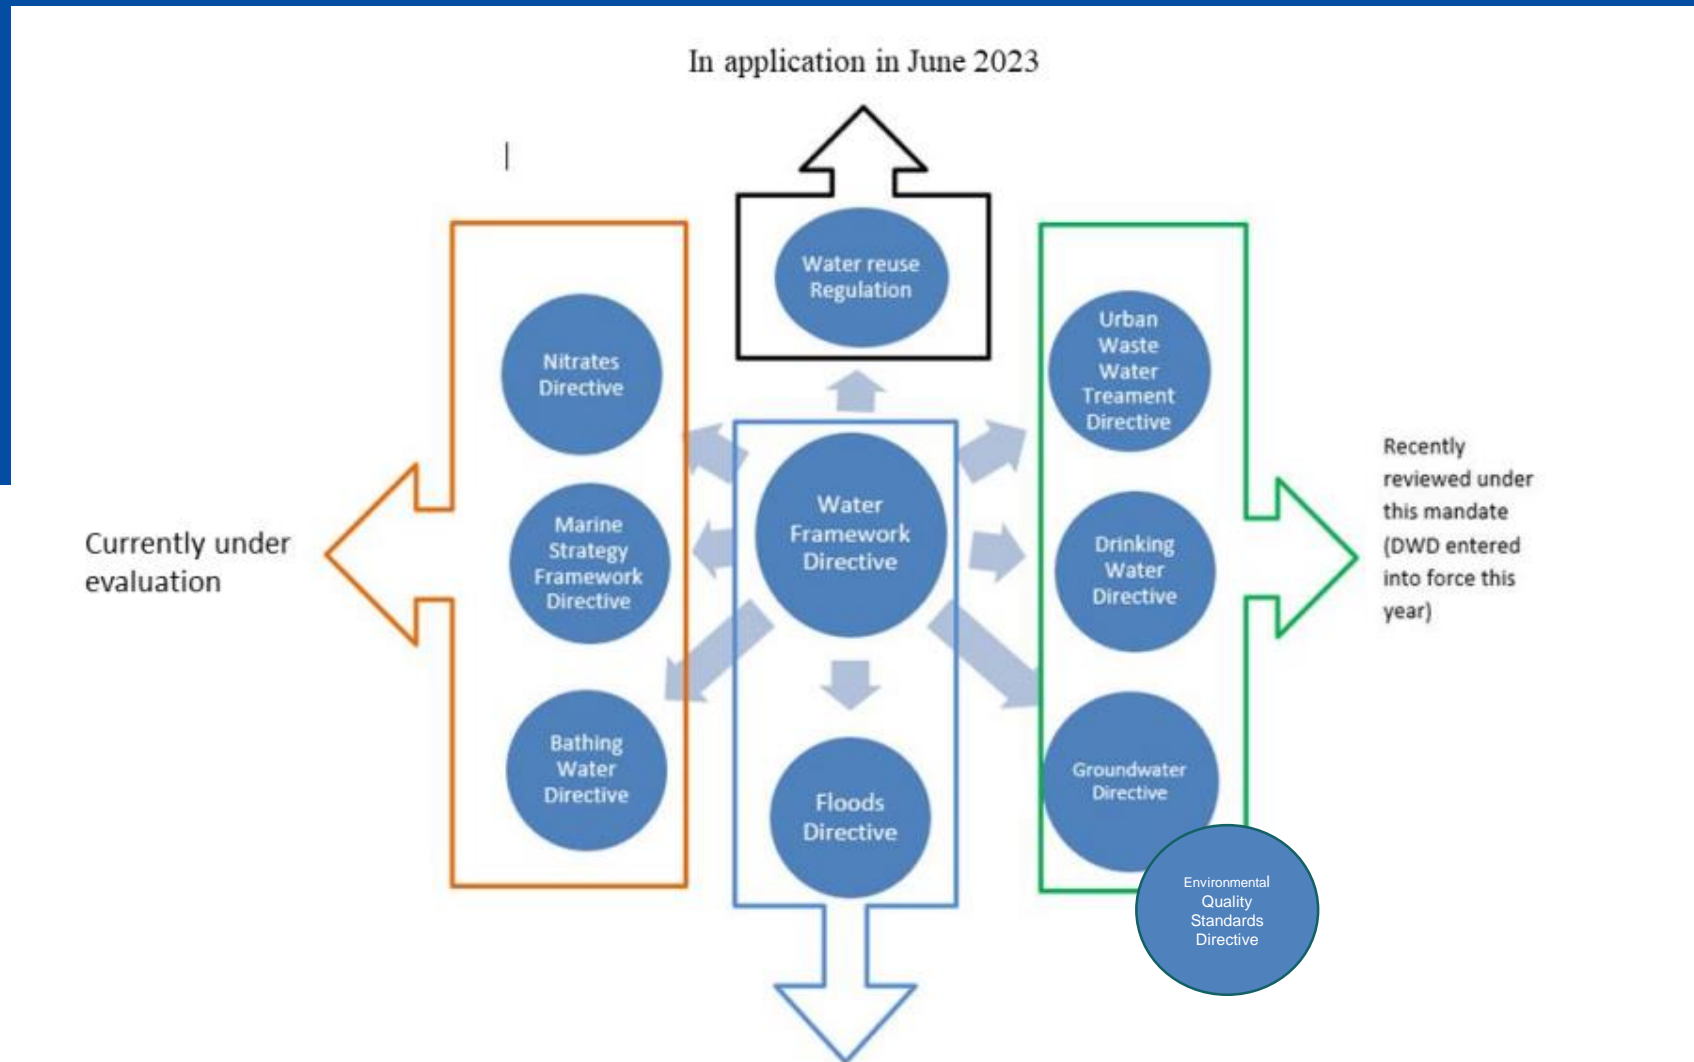 In application in June 2023
Water reuse
Regulation
Nitrates
Directive
Marine
Strategy
Framework
Directive
Bathing
Water
Directive
Currently under
evaluation
Water
Framework
Directive
Floods
Directive
Urban
Waste
Water
Treament
Directive
Drinking
Water
Directive
Groundwater
Directive
Environmental
Quality
Standards
Directive
Recently
reviewed under
this mandate
(DWD entered
into force this
year)